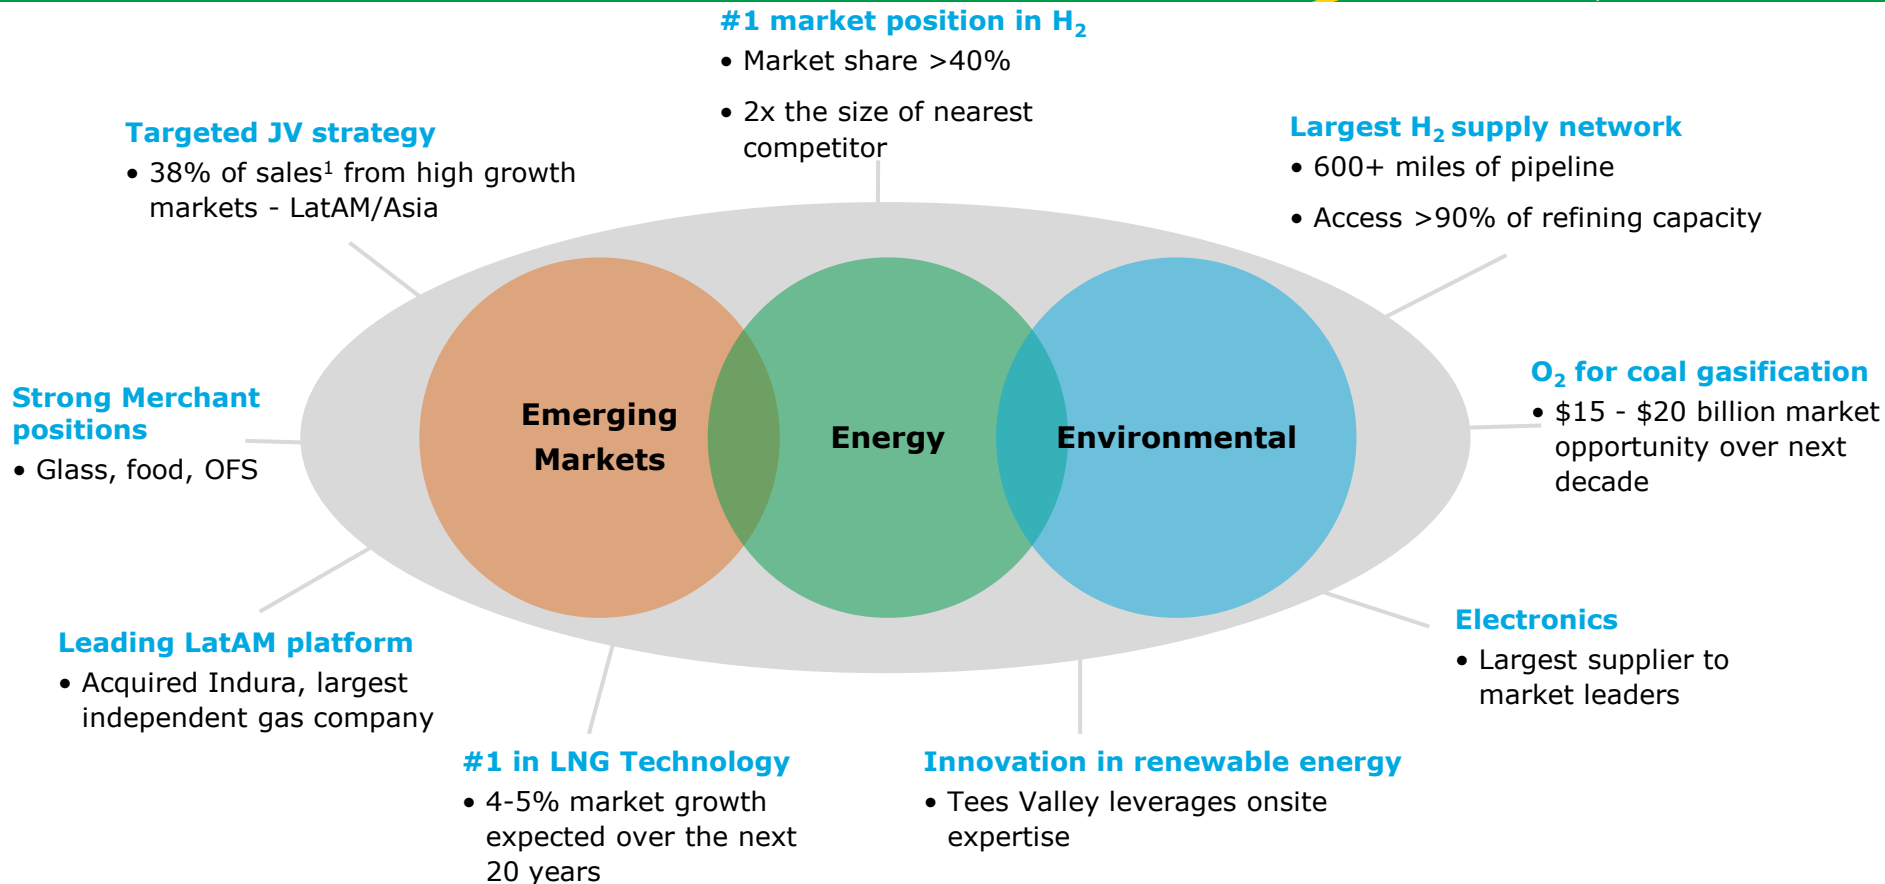 #1 market position in H₂
• Market share >40%
• 2x the size of nearest
competitor
Targeted JV strategy
• 38% of sales¹ from high growth
markets - LatAM/Asia
Largest H₂ supply network
• 600+ miles of pipeline
• Access >90% of refining capacity
Strong Merchant
positions
• Glass, food, OFS
Emerging
Markets
Energy
Environmental
O₂ for coal gasification
• $15 - $20 billion market
opportunity over next
decade
Leading LatAM platform
• Acquired Indura, largest
independent gas company
Electronics
• Largest supplier to
market leaders
#1 in LNG Technology
• 4-5% market growth
expected over the next
20 years
Innovation in renewable energy
• Tees Valley leverages onsite
expertise